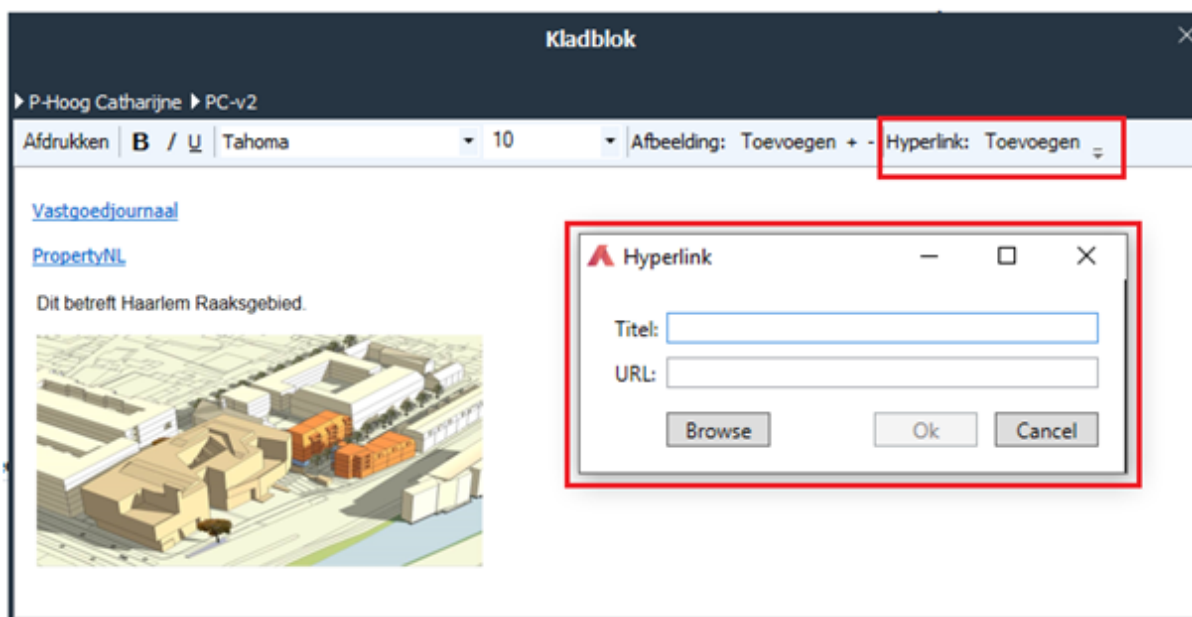 Kladblok
P-Hoog Catharijne PC-v2
Afdrukken B / U Tahoma 10 Afbeelding: Toevoegen + - Hyperlink: Toevoegen
Vastgoedjournaal
PropertyNL
Dit betreft Haarlem Raaksgebied.
Hyperlink
Titel:
URL:
Browse Ok Cancel